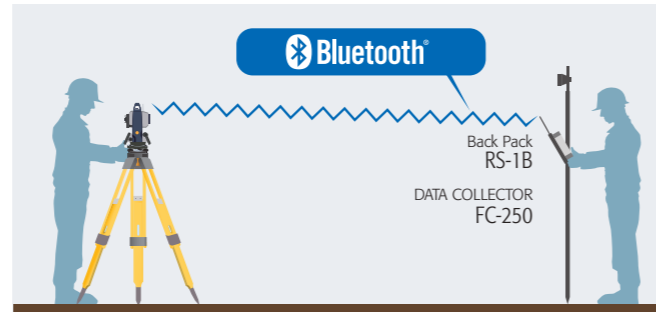 Bluetooth®
Back Pack
RS-1B
DATA COLLECTOR
FC-250